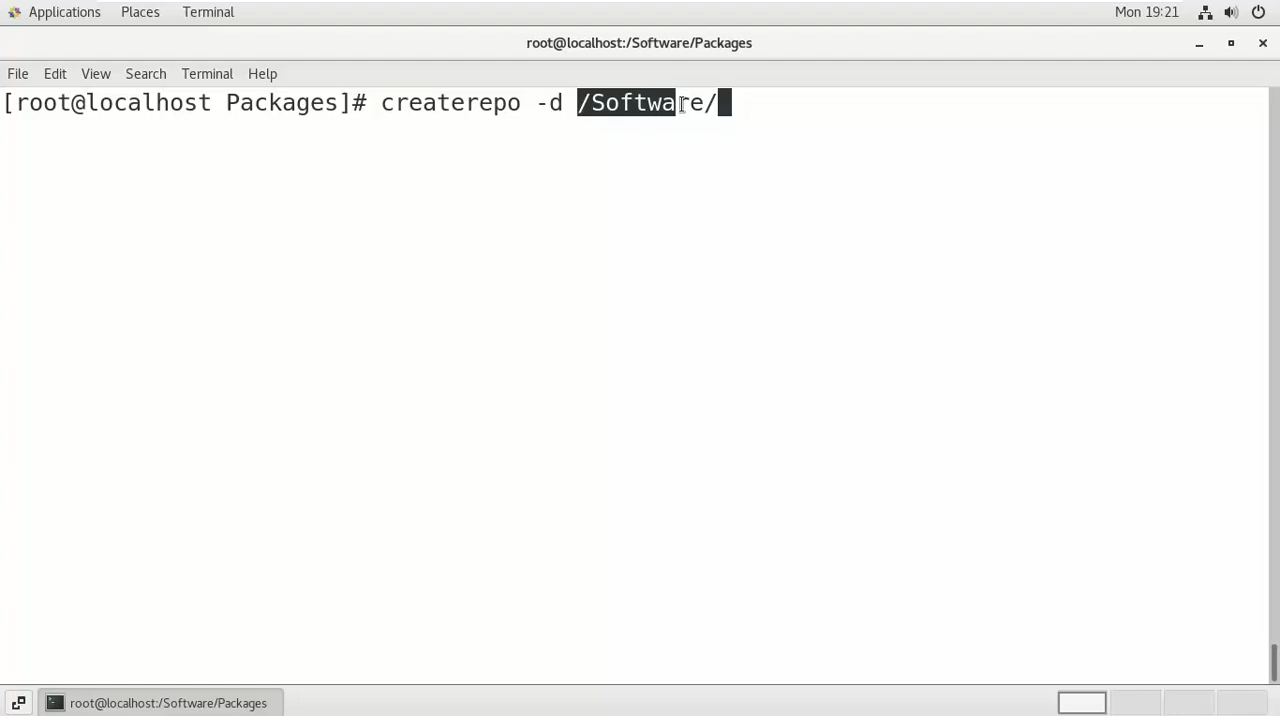 Applications Places Terminal Mon 19:21
root@localhost:/Software/Packages
File Edit View Search Terminal Help
[root@localhost Packages]# createrepo -d /Software/
root@localhost:/Software/Packages